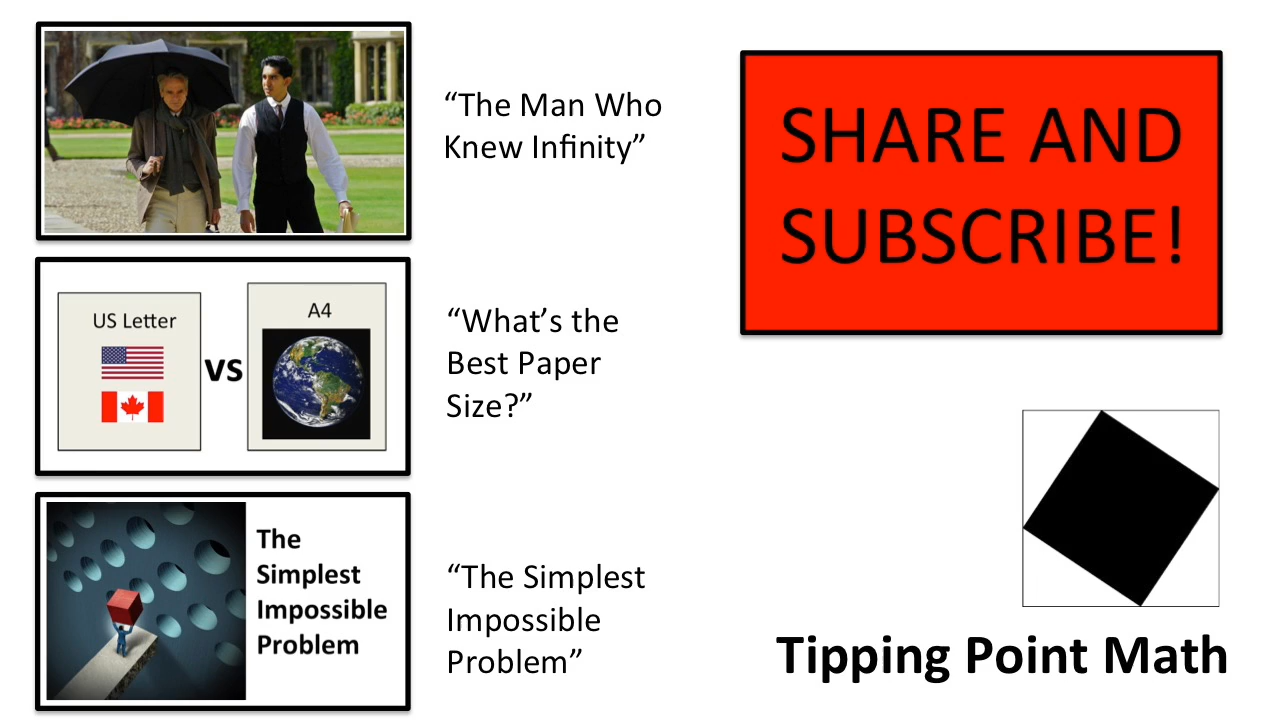 “The Man Who
Knew Infinity”
US Letter
VS
A4
“What’s the
Best Paper
Size?”
The
Simplest
Impossible
Problem
“The Simplest
Impossible
Problem”
SHARE AND
SUBSCRIBE!
Tipping Point Math